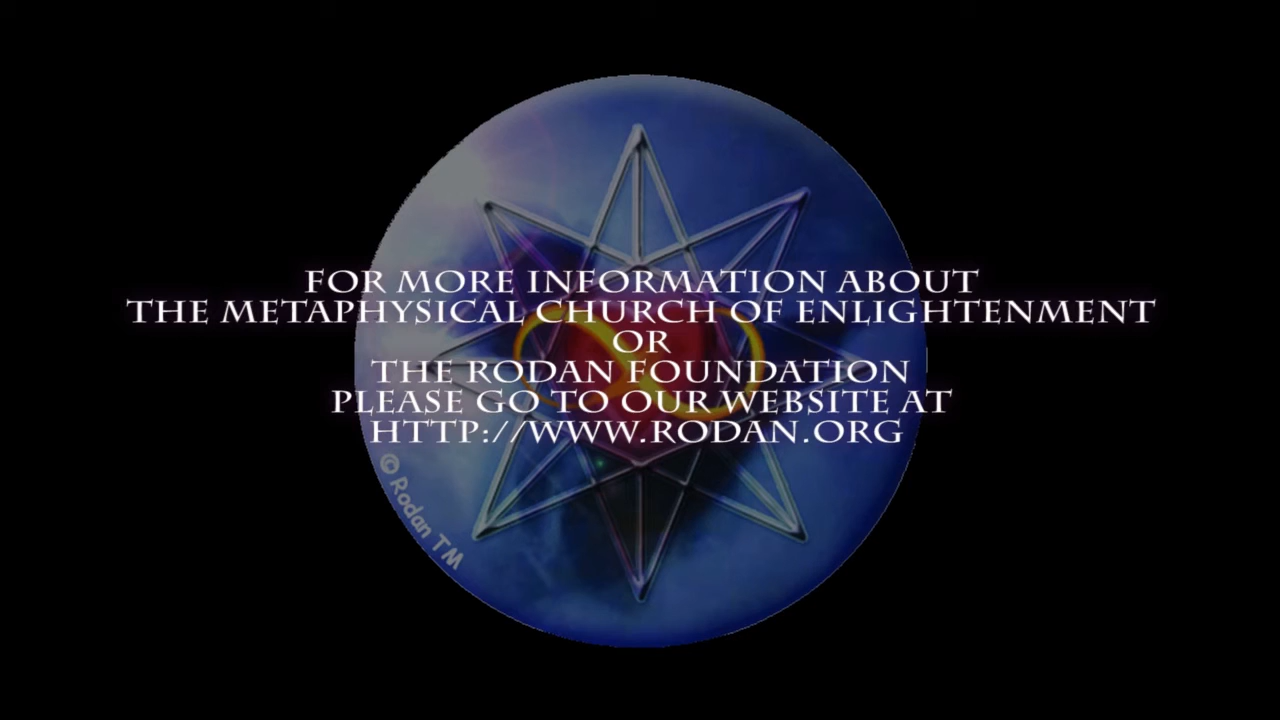 FOR MORE INFORMATION ABOUT
THE METAPHYSICAL CHURCH OF ENLIGHTENMENT
OR
THE RODAN FOUNDATION
PLEASE GO TO OUR WEBSITE AT
HTTP://WWW.RODAN.ORG
© Rodan TM